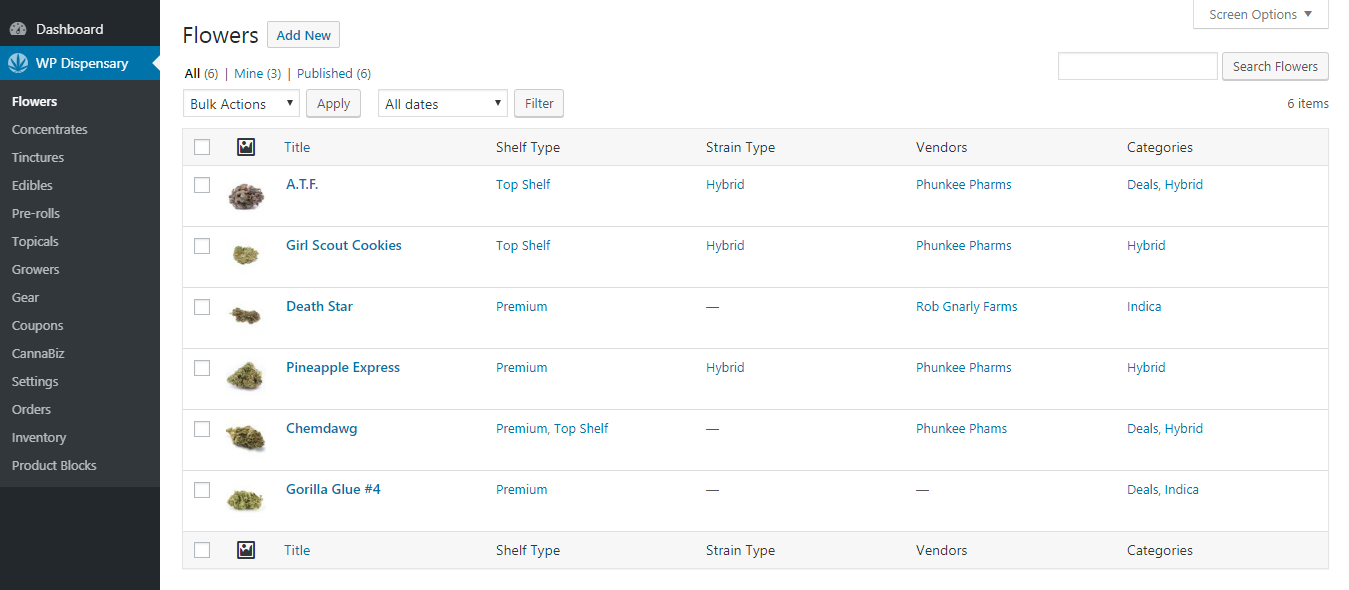 Screen Options ▼
Dashboard
WP Dispensary
Flowers
Concentrates
Tinctures
Edibles
Pre-rolls
Topicals
Growers
Gear
Coupons
CannaBiz
Settings
Orders
Inventory
Product Blocks
Flowers Add New
All (6) | Mine (3) | Published (6)
Search Flowers
Bulk Actions Apply All dates Filter 6 items
Title Shelf Type Strain Type Vendors Categories
A.T.F. Top Shelf Hybrid Phunkee Pharms Deals, Hybrid
Girl Scout Cookies Top Shelf Hybrid Phunkee Pharms Hybrid
Death Star Premium — Rob Gnarly Farms Indica
Pineapple Express Premium Hybrid Phunkee Pharms Hybrid
Chemdawg Premium, Top Shelf — Phunkee Phams Deals, Hybrid
Gorilla Glue #4 Premium — — Deals, Indica
Title Shelf Type Strain Type Vendors Categories